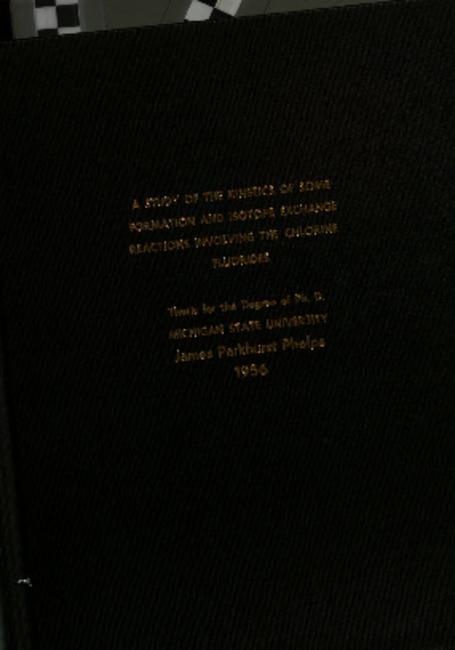 A STUDY OF THE KINETICS OF SOME
FORMATION AND ISOTOPE EXCHANGE
REACTIONS INVOLVING THE CHLORINE
FLUORIDES
Thesis for the Degree of Ph. D.
MICHIGAN STATE UNIVERSITY
James Parkhurst Phelps
1956